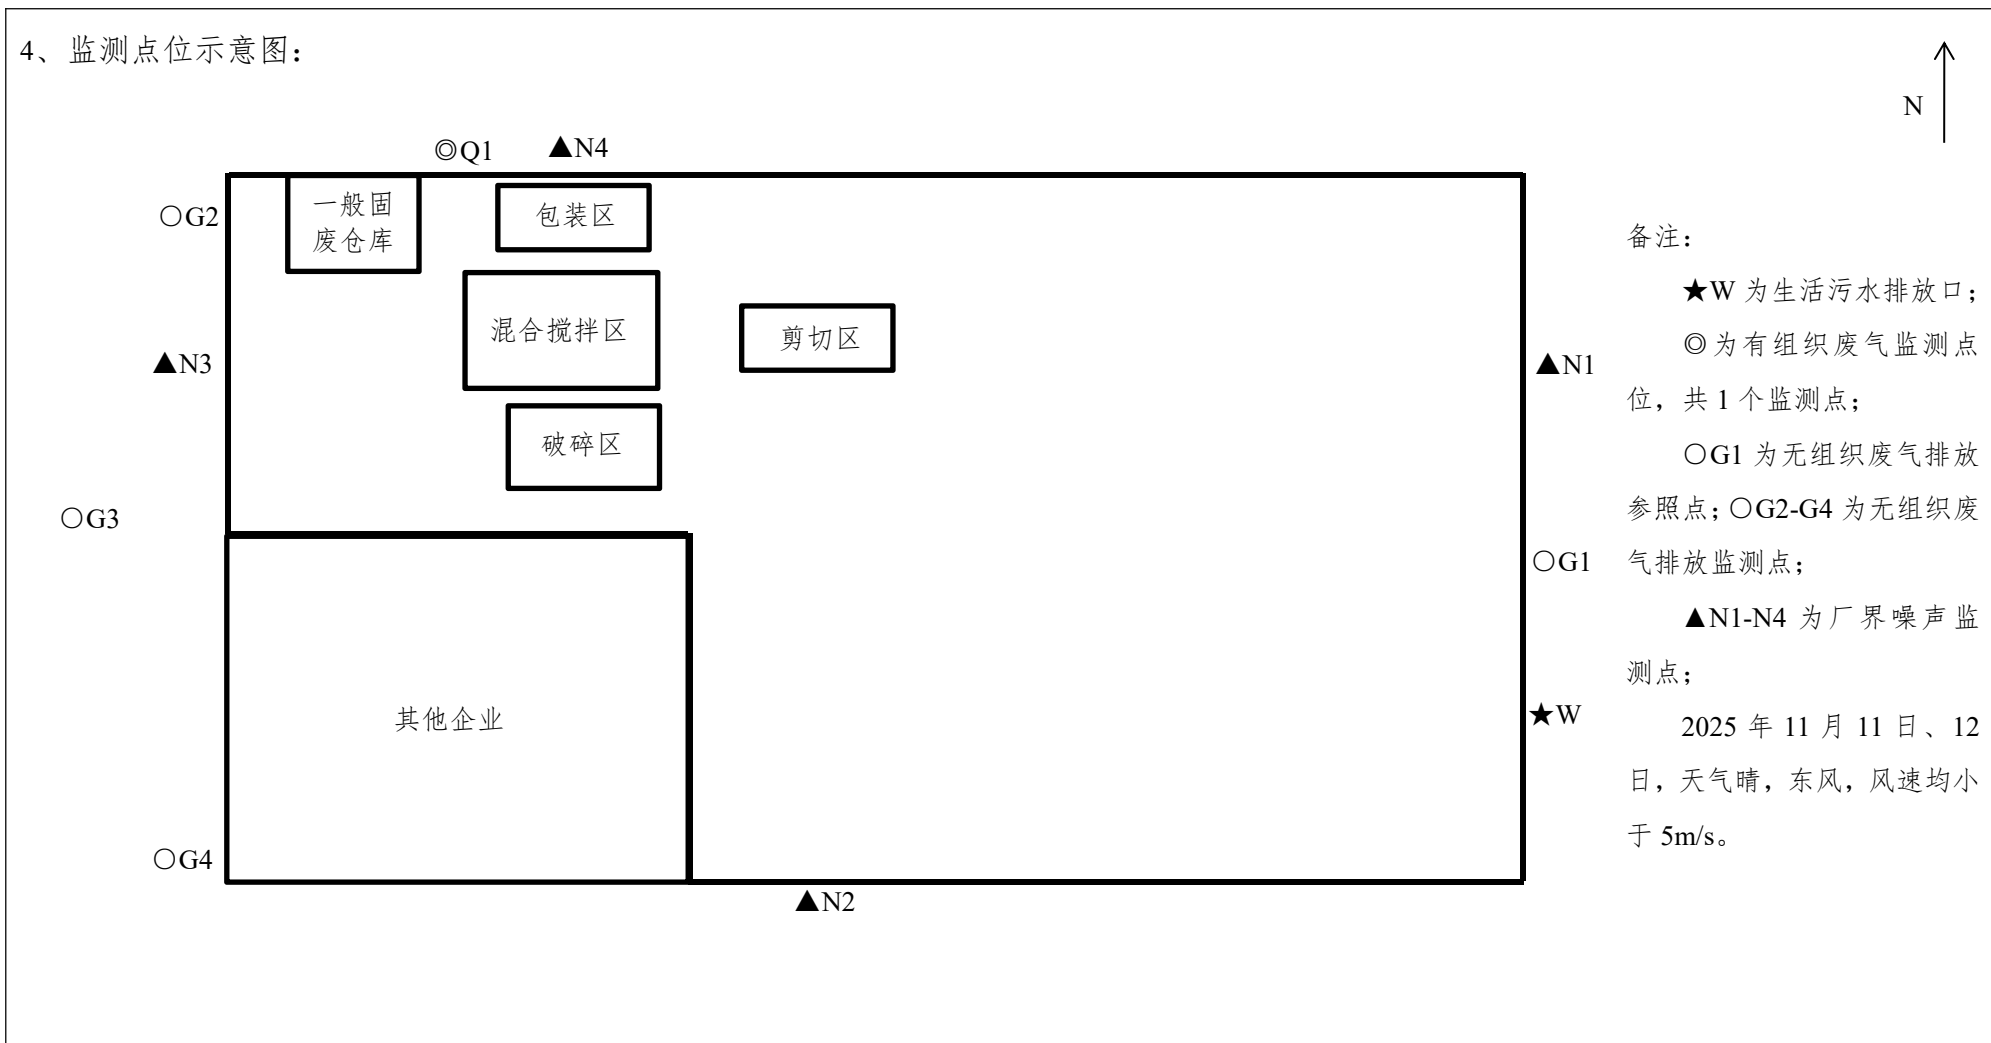 4、监测点位示意图：
N
◎Q1
▲N4
○G2
一般固
废仓库
包装区
混合搅拌区
剪切区
▲N3
▲N1
破碎区
○G3
○G1
其他企业
★W
○G4
▲N2
备注：
★W 为生活污水排放口；
◎为有组织废气监测点
位，共 1 个监测点；
○G1 为无组织废气排放
参照点；○G2-G4 为无组织废
气排放监测点；
▲N1-N4 为厂界噪声监
测点；
2025 年 11 月 11 日、12
日，天气晴，东风，风速均小
于 5m/s。